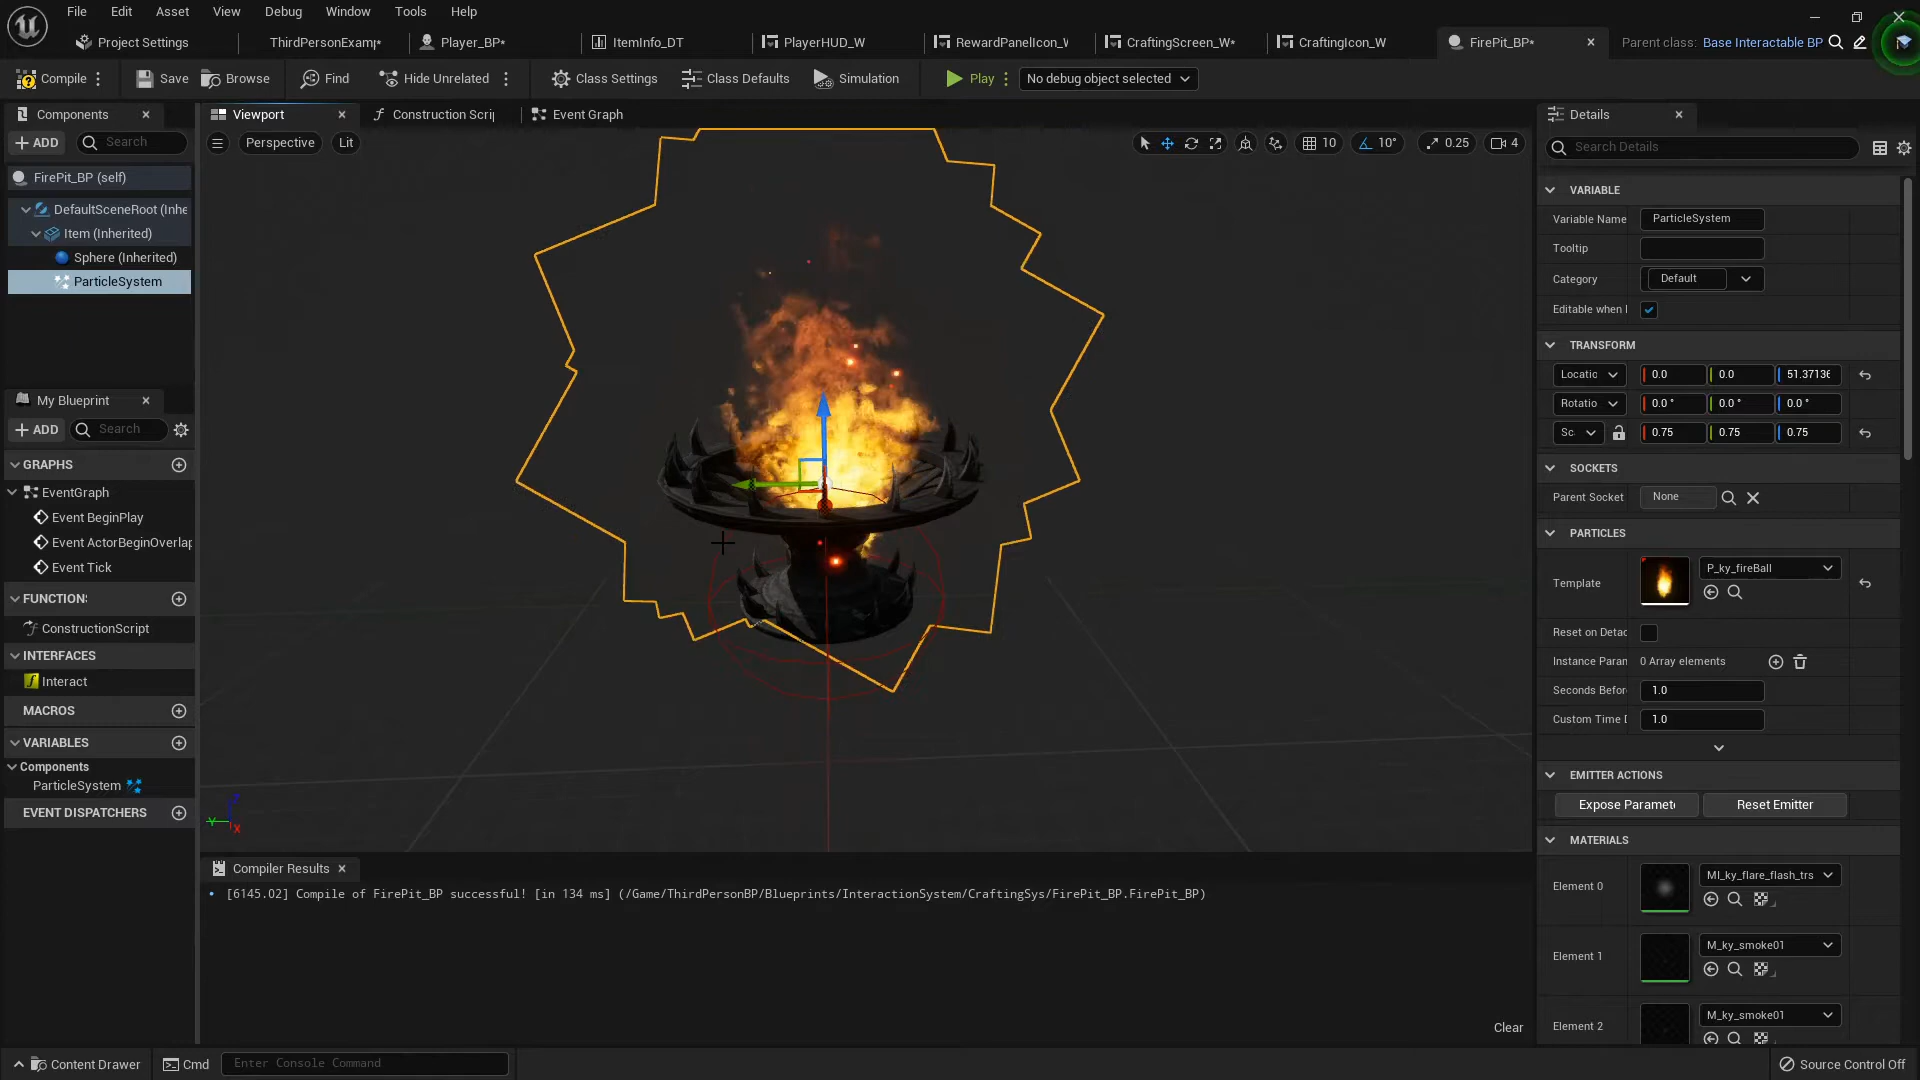 File Edit Asset View Debug Window Tools Help
Project Settings ThirdPersonExamp* Player_BP* ItemInfo_DT PlayerHUD_W RewardPanelIcon_W CraftingScreen_W* CraftingIcon_W FirePit_BP* Parent class: Base Interactable BP
Compile Save Browse Find Hide Unrelated Class Settings Class Defaults Simulation Play No debug object selected
Components Viewport Construction Scrip Event Graph Details
ADD Search Perspective Lit 10 10° 0.25 4 Search Details
FirePit_BP (self)
DefaultSceneRoot (Inhe
Item (Inherited)
Sphere (Inherited)
ParticleSystem
My Blueprint
ADD Search
GRAPHS
EventGraph
Event BeginPlay
Event ActorBeginOverlap
Event Tick
FUNCTIONS
ConstructionScript
INTERFACES
Interact
MACROS
VARIABLES
Components
ParticleSystem
EVENT DISPATCHERS
VARIABLE
Variable Name ParticleSystem
Tooltip
Category Default
Editable when I
TRANSFORM
Locatic 0.0 0.0 51.37136
Rotatio 0.0 ° 0.0 ° 0.0 °
Sc 0.75 0.75 0.75
SOCKETS
Parent Socket None
PARTICLES
Template P_ky_fireBall
Reset on Detac
Instance Param 0 Array elements
Seconds Befor 1.0
Custom Time D 1.0
EMITTER ACTIONS
Expose Paramete Reset Emitter
MATERIALS
Element 0 MI_ky_flare_flash_trs
Element 1 M_ky_smoke01
Element 2 M_ky_smoke01
Z
Y
X
Compiler Results
[6145.02] Compile of FirePit_BP successful! [in 134 ms] (/Game/ThirdPersonBP/Blueprints/InteractionSystem/CraftingSys/FirePit_BP.FirePit_BP)
Clear
Content Drawer Cmd Enter Console Command Source Control Off